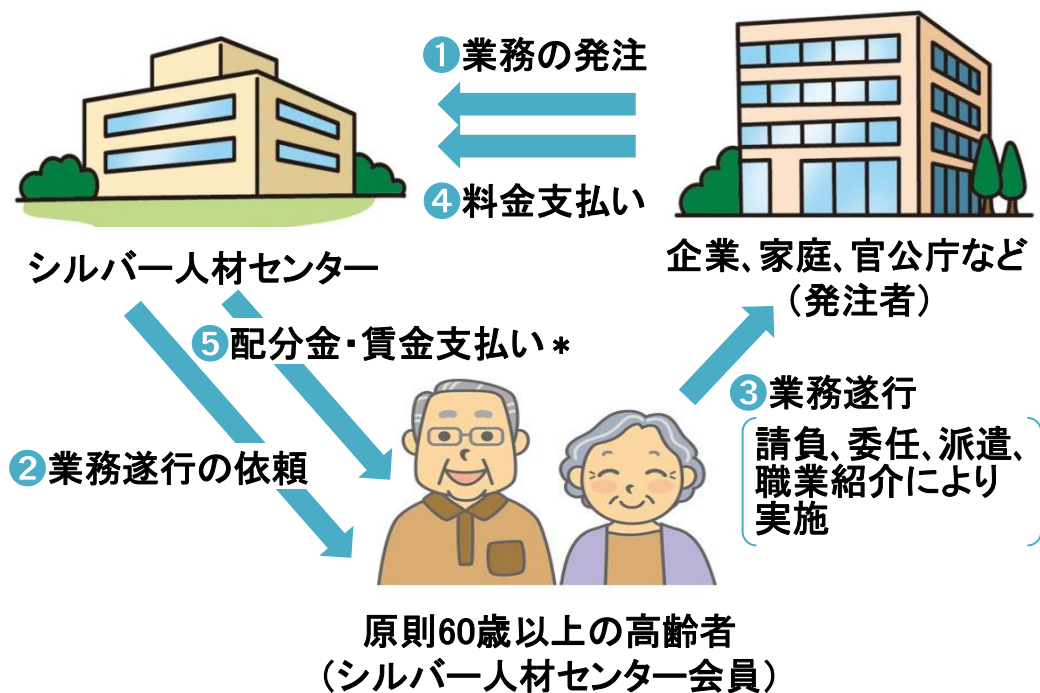 ❶業務の発注
❹料金支払い
シルバー人材センター
企業、家庭、官公庁など
（発注者）
❺配分金・賃金支払い＊
❷業務遂行の依頼
❸業務遂行
請負、委任、派遣、
職業紹介により
実施
原則60歳以上の高齢者
（シルバー人材センター会員）